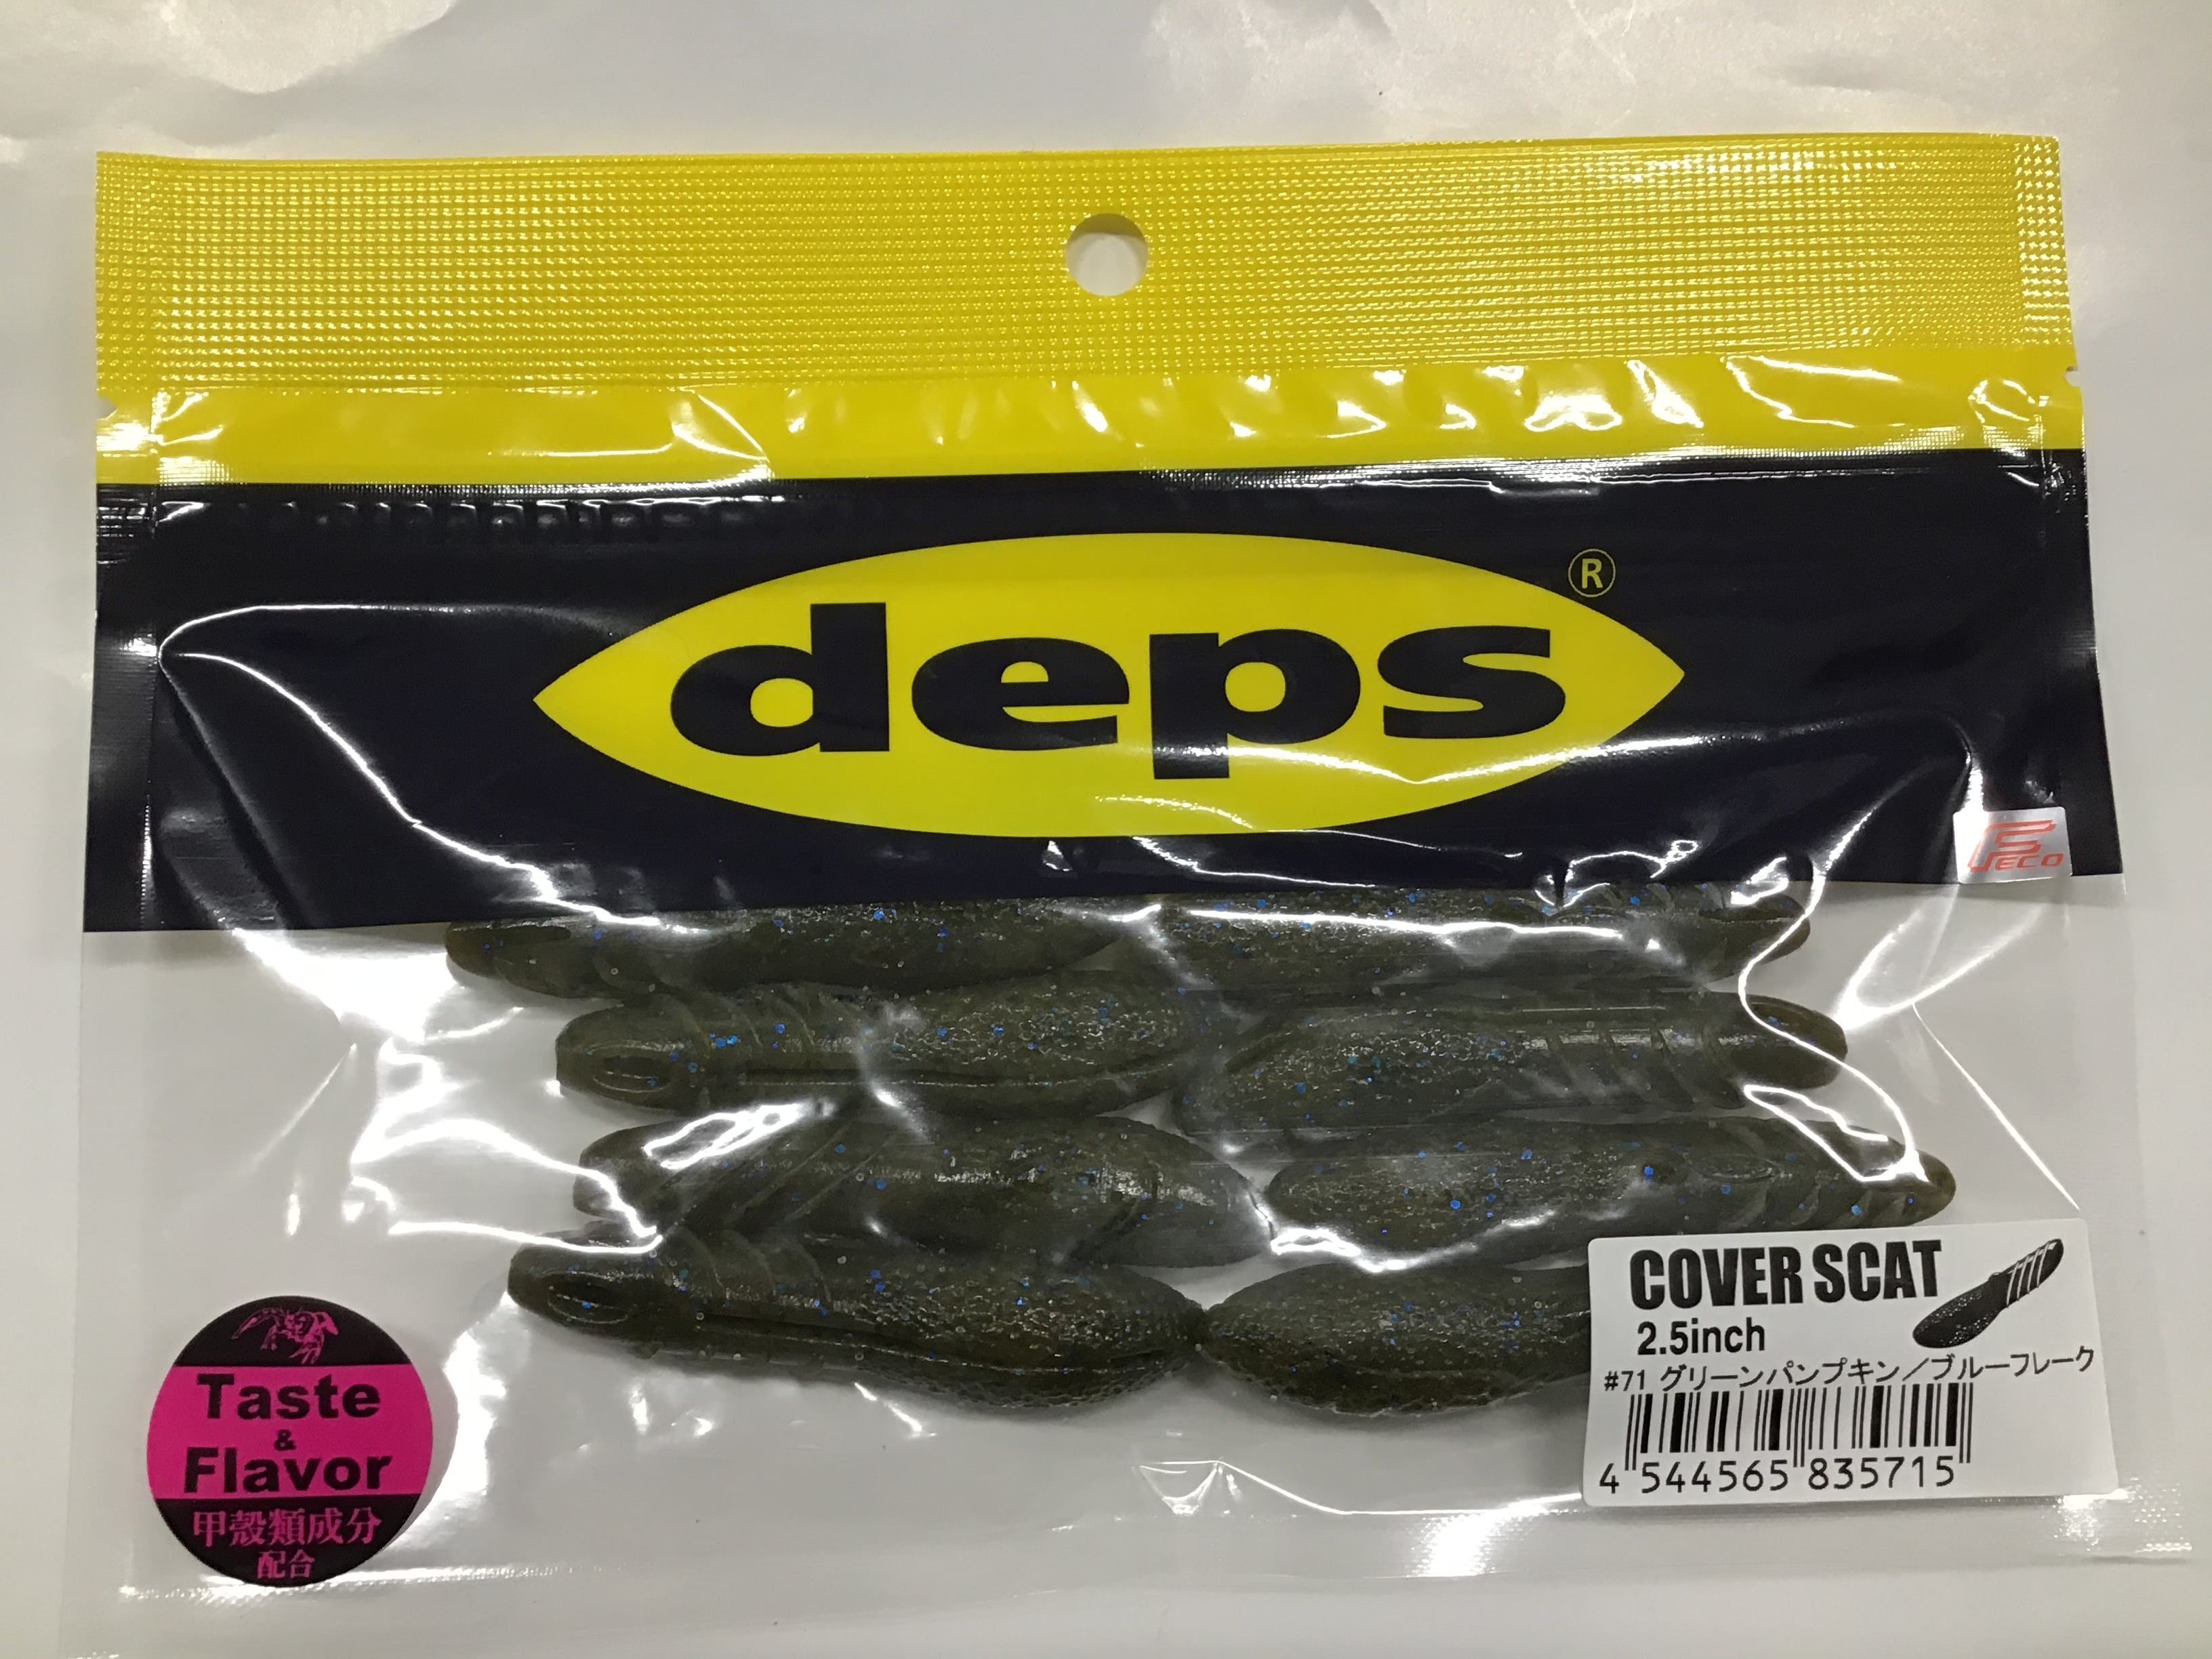 deps
®
FECO
COVER SCAT
2.5inch
#71 グリーンパンプキン／ブルーフレーク
4 544565 835715
Taste
&
Flavor
甲殻類成分
配合